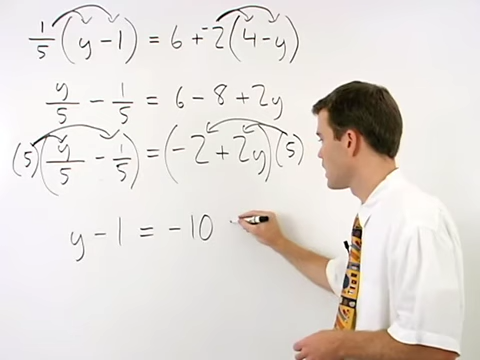 1/5 (y - 1) = 6 + -2(4 - y)
y/5 - 1/5 = 6 - 8 + 2y
(5)(y/5 - 1/5) = (-2 + 2y)(5)
y - 1 = -10